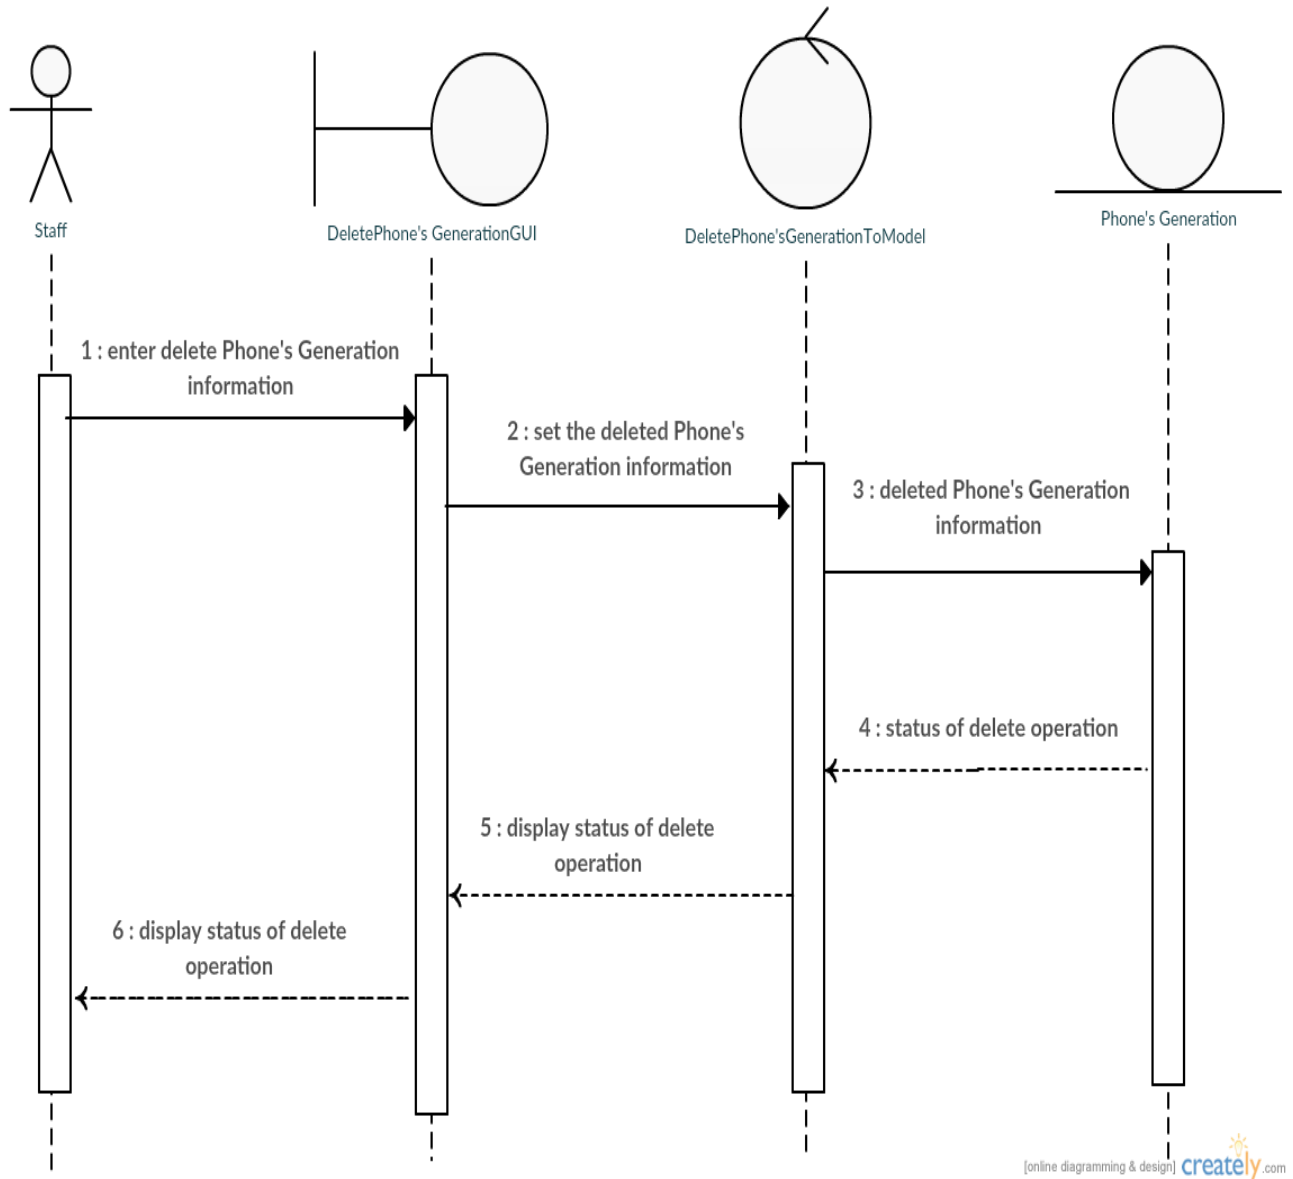 Staff
DeletePhone's GenerationGUI
DeletePhone'sGenerationToModel
Phone's Generation
1 : enter delete Phone's Generation
information
2 : set the deleted Phone's
Generation information
3 : deleted Phone's Generation
information
4 : status of delete operation
5 : display status of delete
operation
6 : display status of delete
operation
[online diagramming & design] creately.com